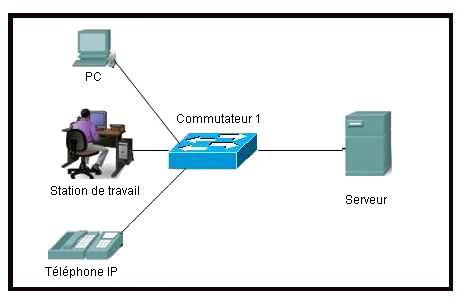 PC
Commutateur 1
Station de travail
Serveur
Téléphone IP